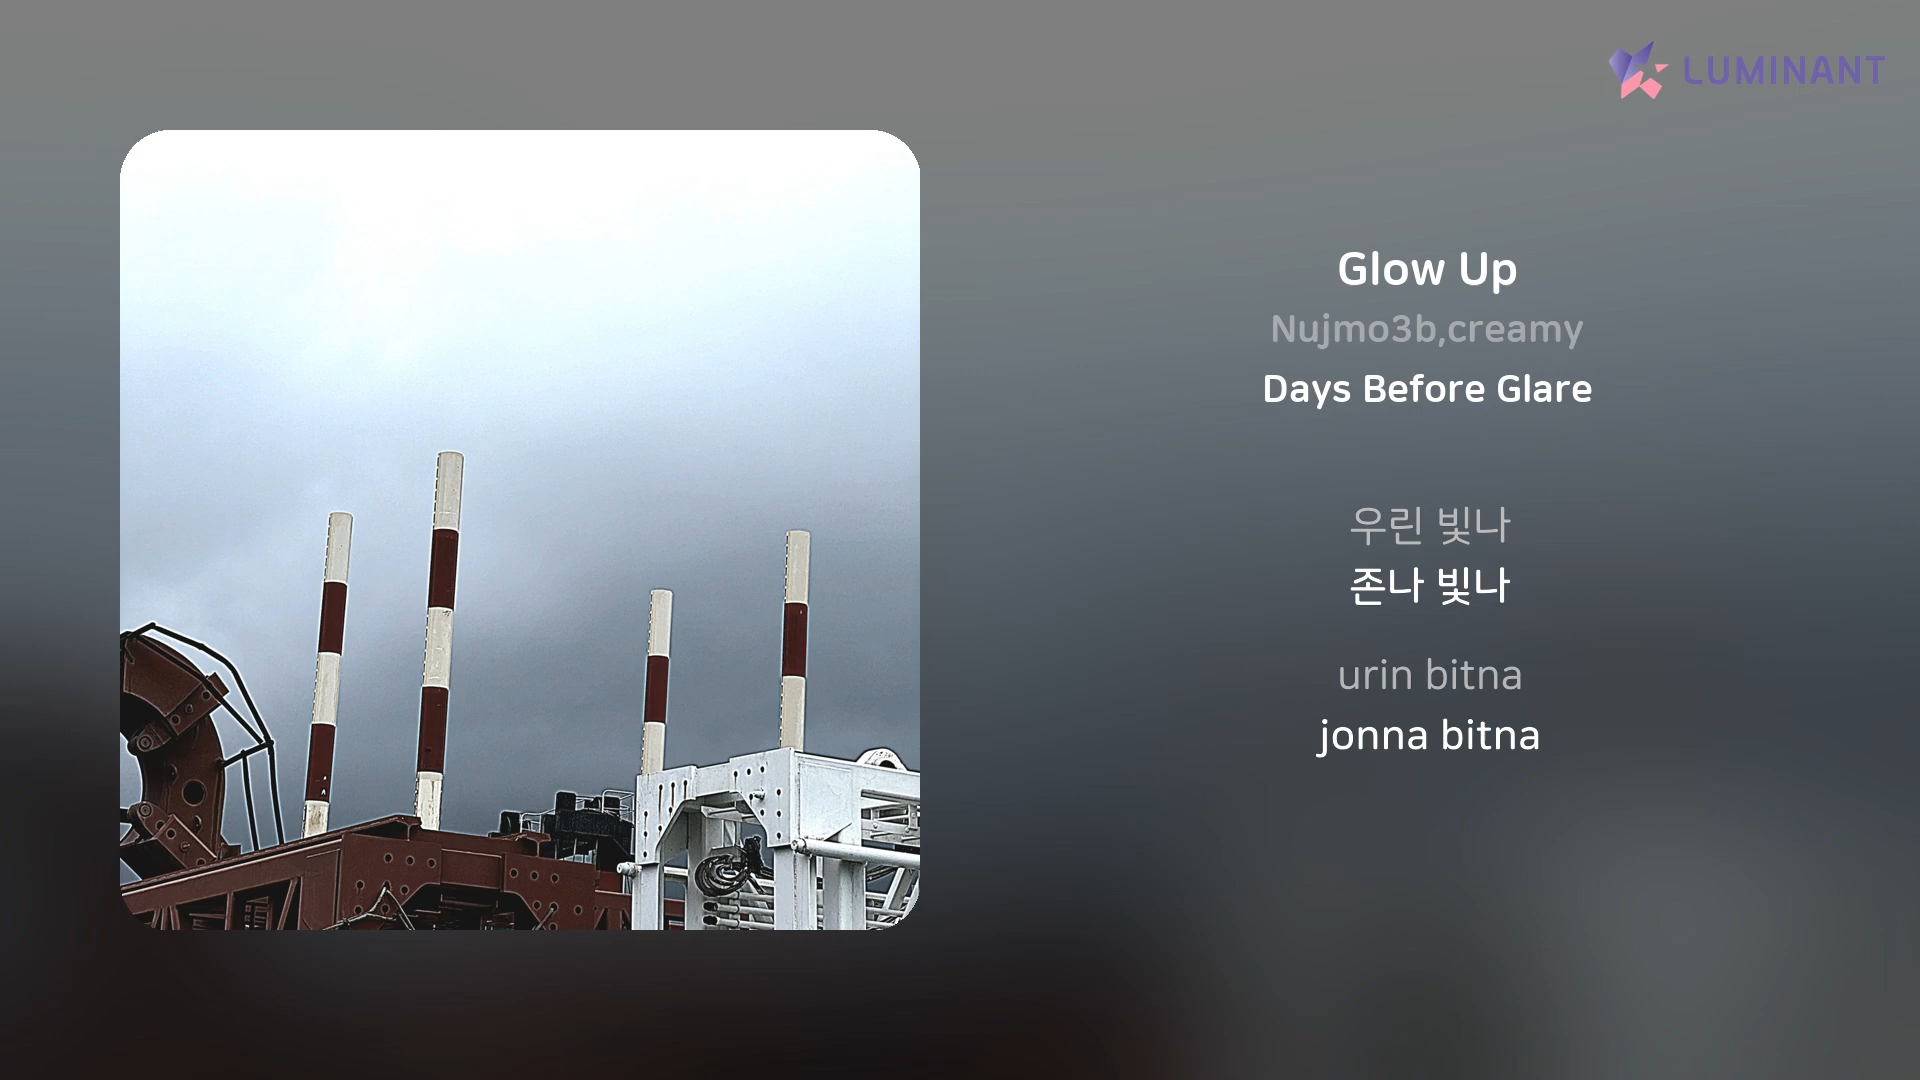 LUMINANT
Glow Up
Nujmo3b,creamy
Days Before Glare
우린 빛나
존나 빛나
urin bitna
jonna bitna